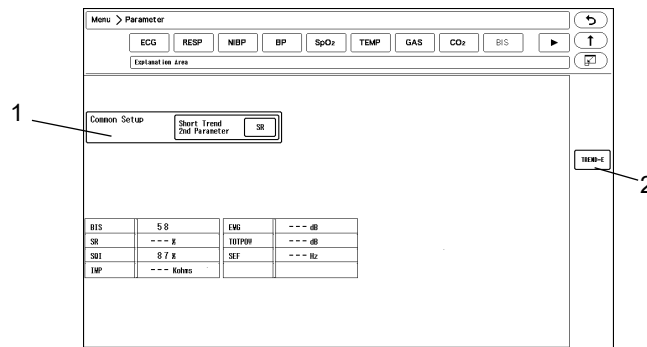 Menu > Parameter
ECG RESP NIBP BP SpO2 TEMP GAS CO2 BIS
Explanation Area
1
Common Setup
Short Trend
2nd Parameter
SR
TREND-E
2
BIS 58 EMG --- dB
SR --- % TOTPOW --- dB
SQI 87 % SEF --- Hz
IMP --- Kohms